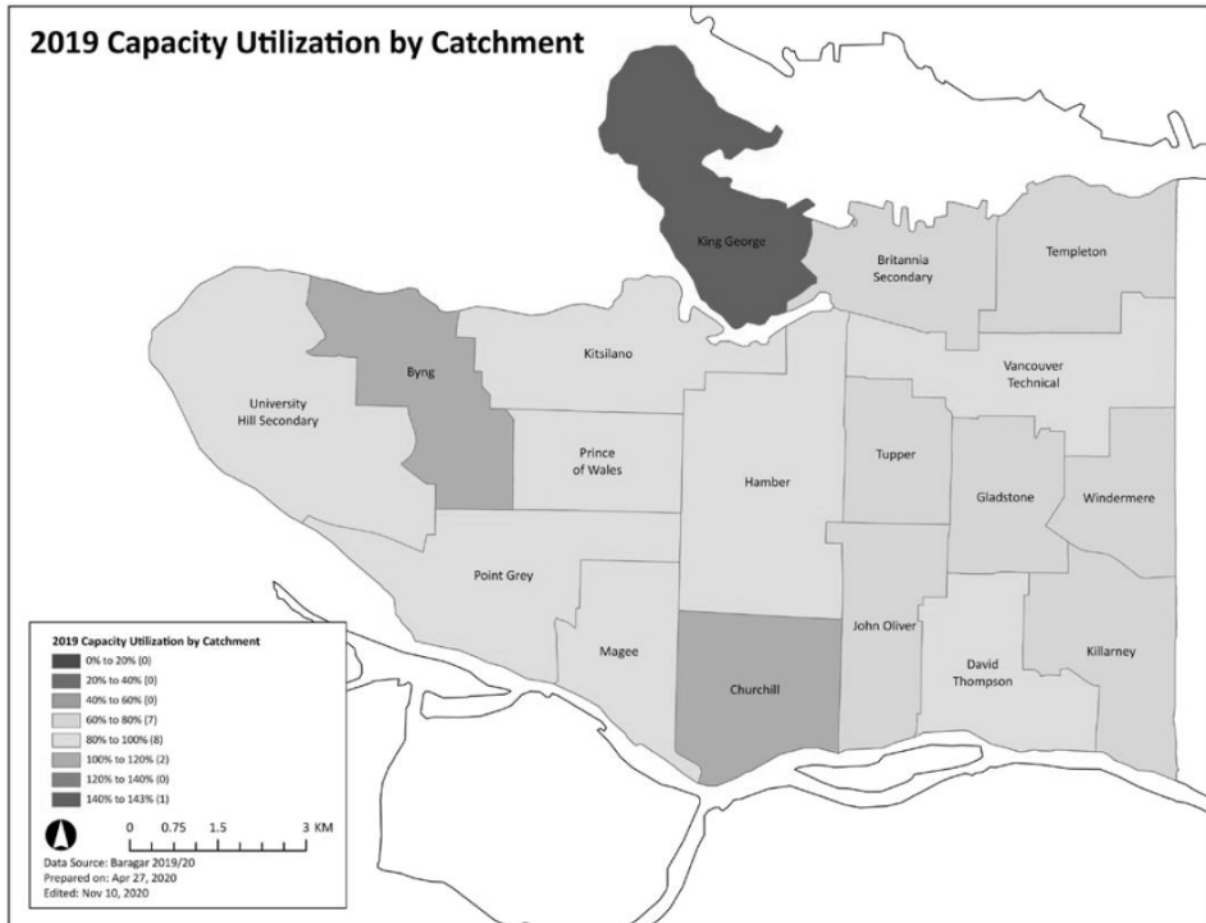 2019 Capacity Utilization by Catchment
King George
Britannia
Secondary
Templeton
Kitsilano
Byng
Vancouver
Technical
University
Hill Secondary
Prince
of Wales
Hamber
Tupper
Gladstone
Windermere
Point Grey
Magee
Churchill
John Oliver
David
Thompson
Killarney
2019 Capacity Utilization by Catchment
0% to 20% (0)
20% to 40% (0)
40% to 60% (0)
60% to 80% (7)
80% to 100% (8)
100% to 120% (2)
120% to 140% (0)
140% to 143% (1)
0 0.75 1.5 3 KM
Data Source: Baragar 2019/20
Prepared on: Apr 27, 2020
Edited: Nov 10, 2020